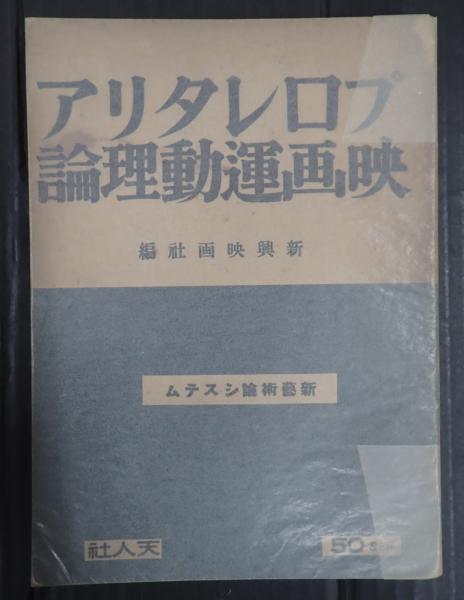 プロレタリア
映画運動理論
新興映画社編
新藝術論システム
天人社
50 SEN